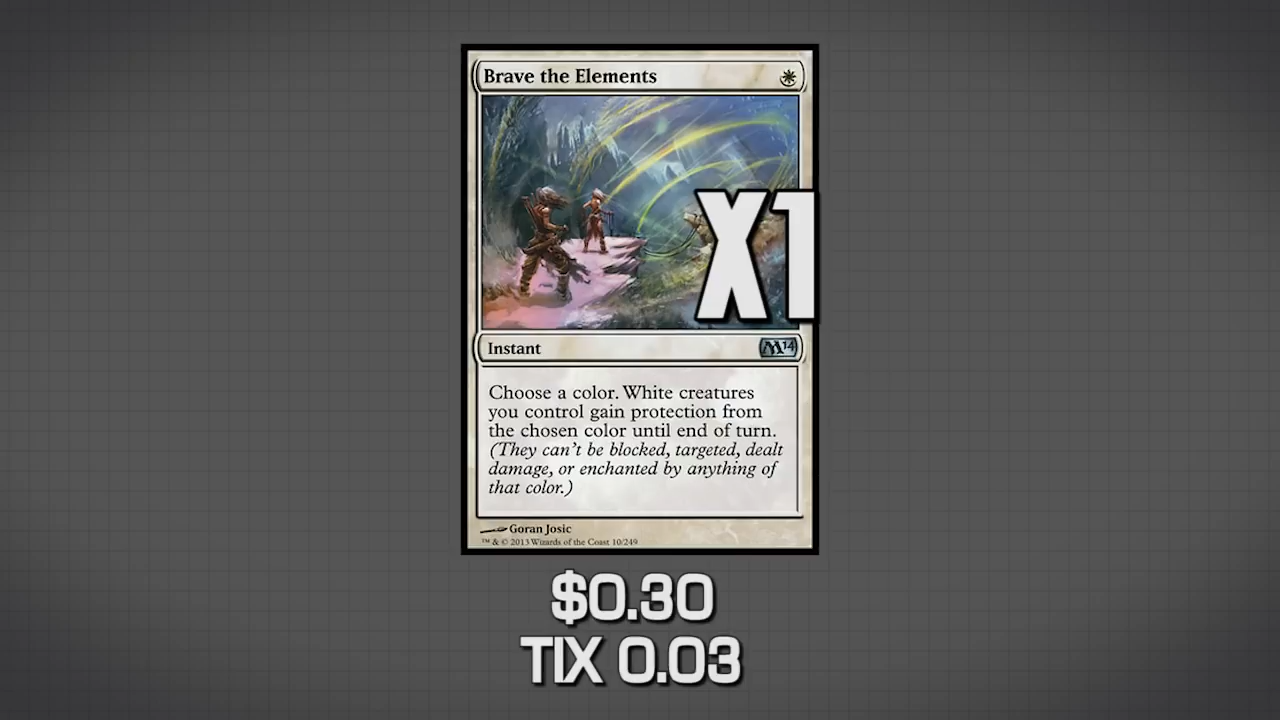 Brave the Elements
X1
Instant
M14
Choose a color. White creatures
you control gain protection from
the chosen color until end of turn.
(They can't be blocked, targeted, dealt
damage, or enchanted by anything of
that color.)
Goran Josic
™ & © 2013 Wizards of the Coast 10/249
$0.30
TIX 0.03